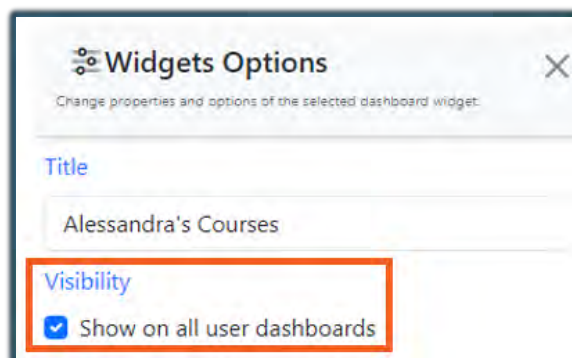 Widgets Options
Change properties and options of the selected dashboard widget.
Title
Alessandra's Courses
Visibility
Show on all user dashboards